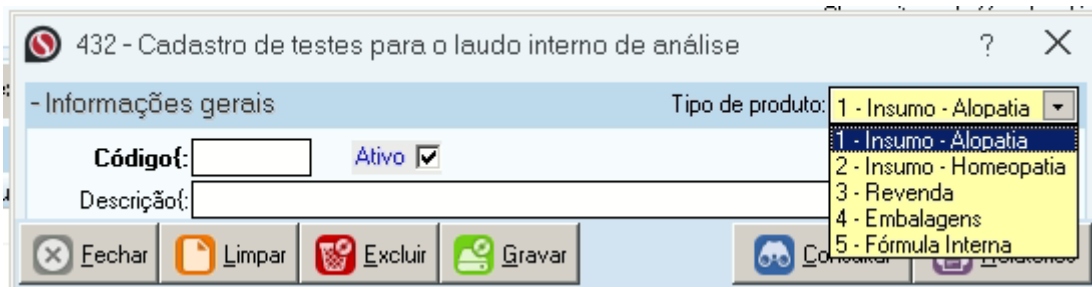 432 - Cadastro de testes para o laudo interno de análise ?
- Informações gerais Tipo de produto: 1 - Insumo - Alopatia
Código{: Ativo 1 - Insumo - Alopatia
2 - Insumo - Homeopatia
Descrição{: 3 - Revenda
4 - Embalagens
Fechar Limpar Excluir Gravar 5 - Fórmula Interna